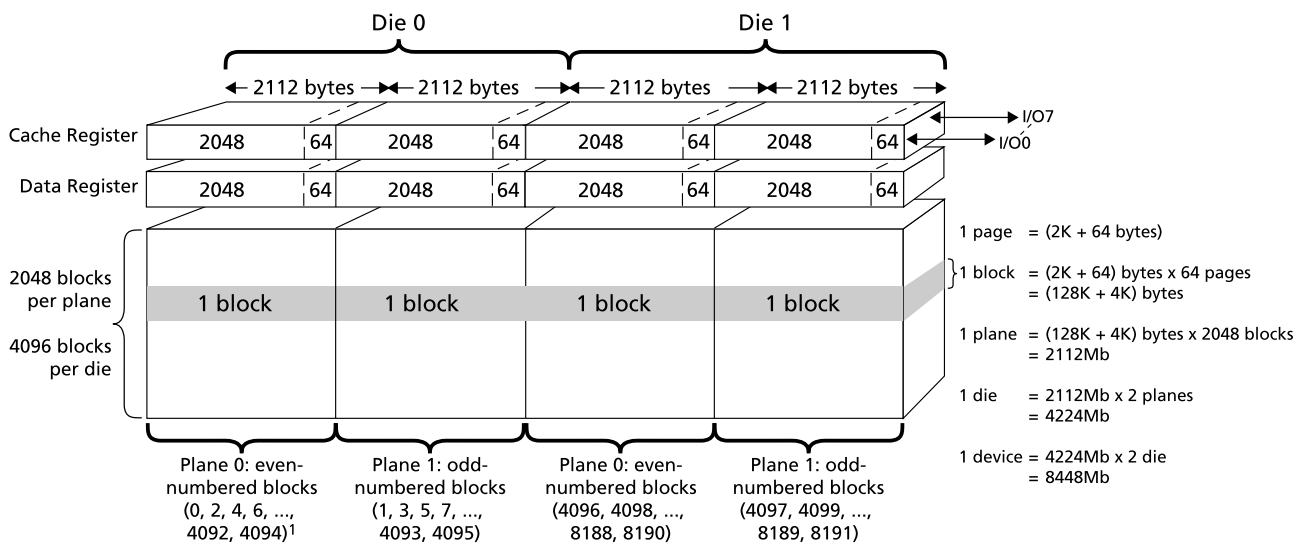 Die 0
Die 1
2112 bytes
2112 bytes
2112 bytes
2112 bytes
Cache Register
2048
64
2048
64
2048
64
2048
64
I/O7
I/O0
Data Register
2048
64
2048
64
2048
64
2048
64
2048 blocks
per plane
4096 blocks
per die
1 block
1 block
1 block
1 block
1 page = (2K + 64 bytes)
1 block = (2K + 64) bytes x 64 pages
= (128K + 4K) bytes
1 plane = (128K + 4K) bytes x 2048 blocks
= 2112Mb
1 die = 2112Mb x 2 planes
= 4224Mb
1 device = 4224Mb x 2 die
= 8448Mb
Plane 0: even-
numbered blocks
(0, 2, 4, 6, ...,
4092, 4094)¹
Plane 1: odd-
numbered blocks
(1, 3, 5, 7, ...,
4093, 4095)
Plane 0: even-
numbered blocks
(4096, 4098, ...,
8188, 8190)
Plane 1: odd-
numbered blocks
(4097, 4099, ...,
8189, 8191)